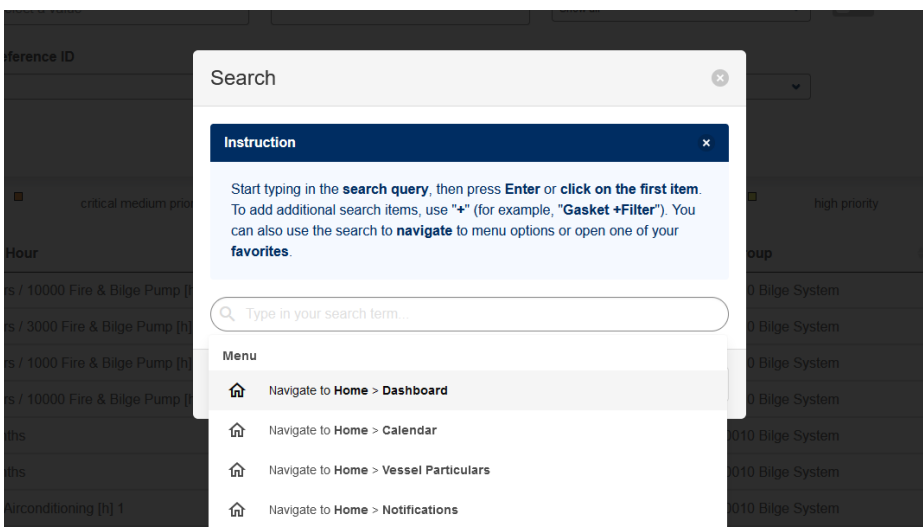 eference ID
Search
Instruction
Start typing in the search query, then press Enter or click on the first item.
To add additional search items, use "+" (for example, "Gasket +Filter"). You
can also use the search to navigate to menu options or open one of your
favorites.
critical medium prior
high priority
Hour
oup
rs / 10000 Fire & Bilge Pump [h
0 Bilge System
rs / 3000 Fire & Bilge Pump [h]
0 Bilge System
Type in your search term...
rs / 1000 Fire & Bilge Pump [h]
0 Bilge System
Menu
rs / 10000 Fire & Bilge Pump [h
0 Bilge System
Navigate to Home > Dashboard
ths
0010 Bilge System
Navigate to Home > Calendar
ths
0010 Bilge System
Navigate to Home > Vessel Particulars
Airconditioning [h] 1
0010 Bilge System
Navigate to Home > Notifications